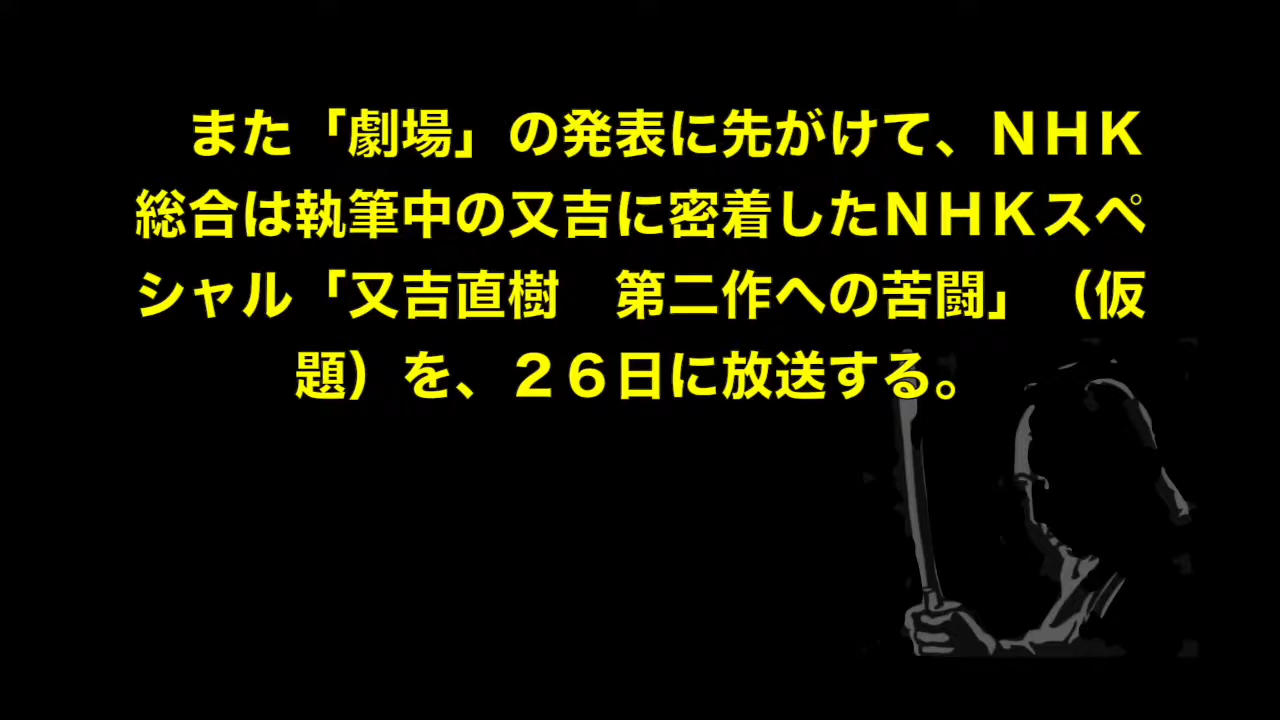 また「劇場」の発表に先がけて、ＮＨＫ
総合は執筆中の又吉に密着したＮＨＫスペ
シャル「又吉直樹　第二作への苦闘」（仮
題）を、２６日に放送する。